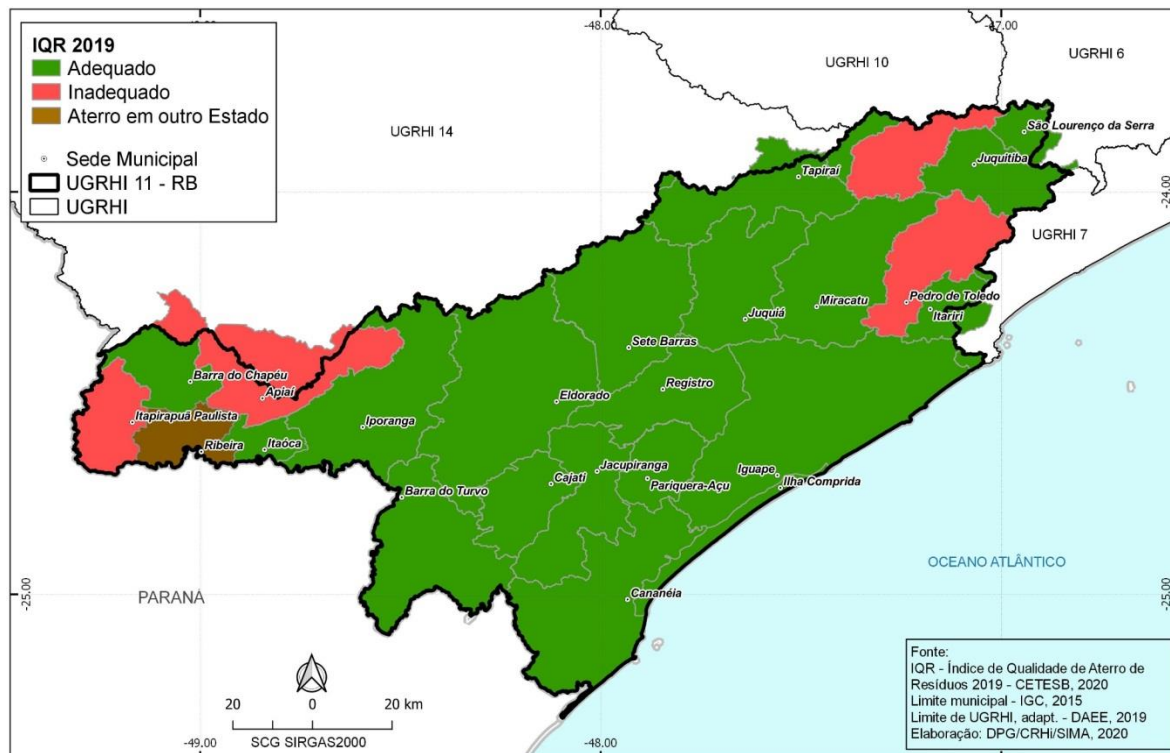 -49.00
-48.00
-47.00
IQR 2019
Adequado
Inadequado
Aterro em outro Estado
Sede Municipal
UGRHI 11 - RB
UGRHI
UGRHI 10
UGRHI 6
UGRHI 14
UGRHI 7
São Lourenço da Serra
Juquitiba
Tapiraí
-24.00
Pedro de Toledo
Itariri
Miracatu
Juquiá
Sete Barras
Registro
Barra do Chapéu
Apiaí
Eldorado
Itapirapuã Paulista
Iporanga
Ribeira
Itaóca
Jacupiranga
Iguape
Cajati
Pariquera-Açu
Ilha Comprida
Barra do Turvo
OCEANO ATLÂNTICO
PARANÁ
Cananéia
-25.00
-25.00
Fonte:
IQR - Índice de Qualidade de Aterro de
Resíduos 2019 - CETESB, 2020
Limite municipal - IGC, 2015
Limite de UGRHI, adapt. - DAEE, 2019
Elaboração: DPG/CRHi/SIMA, 2020
20 0 20 km
SCG SIRGAS2000
-49.00
-48.00
-47.00